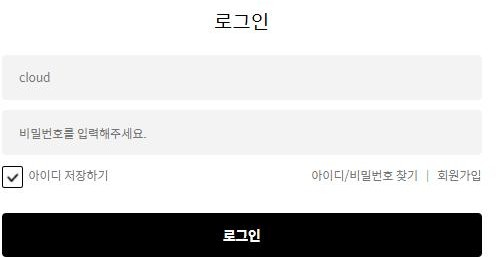 로그인
cloud
비밀번호를 입력해주세요.
아이디 저장하기 아이디/비밀번호 찾기 | 회원가입
로그인